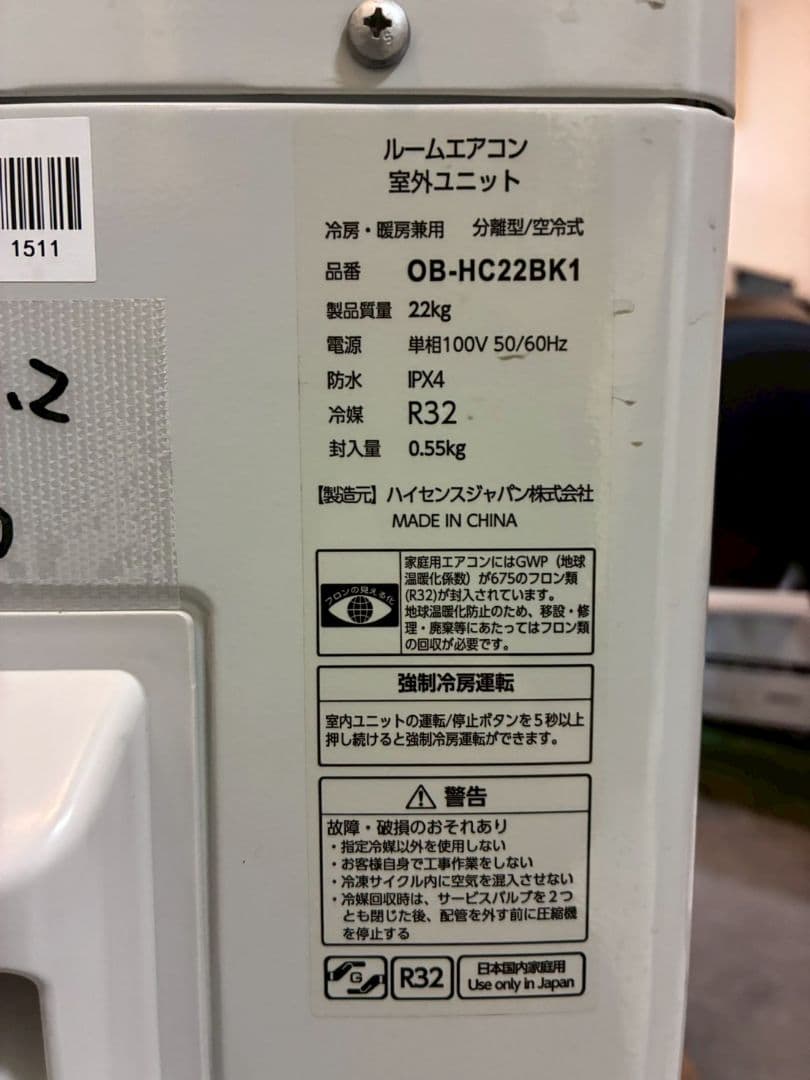 1511
.2
ルームエアコン
室外ユニット
冷房・暖房兼用 分離型/空冷式
品番 OB-HC22BK1
製品質量 22kg
電源 単相100V 50/60Hz
防水 IPX4
冷媒 R32
封入量 0.55kg
【製造元】ハイセンスジャパン株式会社
MADE IN CHINA
フロンの見える化
家庭用エアコンにはGWP（地球
温暖化係数）が675のフロン類
(R32)が封入されています。
地球温暖化防止のため、移設・修
理・廃棄等にあたってはフロン類
の回収が必要です。
強制冷房運転
室内ユニットの運転/停止ボタンを5秒以上
押し続けると強制冷房運転ができます。
警告
故障・破損のおそれあり
・指定冷媒以外を使用しない
・お客様自身で工事作業をしない
・冷凍サイクル内に空気を混入させない
・冷媒回収時は、サービスバルブを2つ
とも閉じた後、配管を外す前に圧縮機
を停止する
G
R32
日本国内家庭用
Use only in Japan